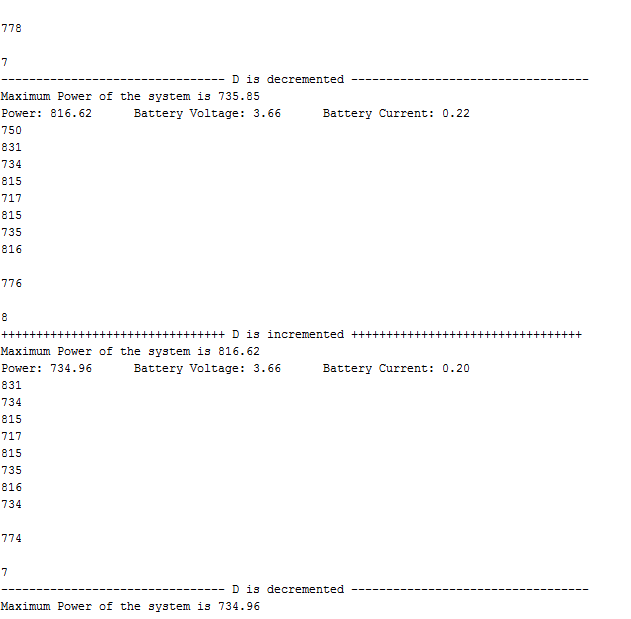 778
7
-------------------------------- D is decremented ----------------------------------
Maximum Power of the system is 735.85
Power: 816.62      Battery Voltage: 3.66      Battery Current: 0.22
750
831
734
815
717
815
735
816
776
8
++++++++++++++++++++++++++++++++ D is incremented +++++++++++++++++++++++++++++++++
Maximum Power of the system is 816.62
Power: 734.96      Battery Voltage: 3.66      Battery Current: 0.20
831
734
815
717
815
735
816
734
774
7
-------------------------------- D is decremented ----------------------------------
Maximum Power of the system is 734.96